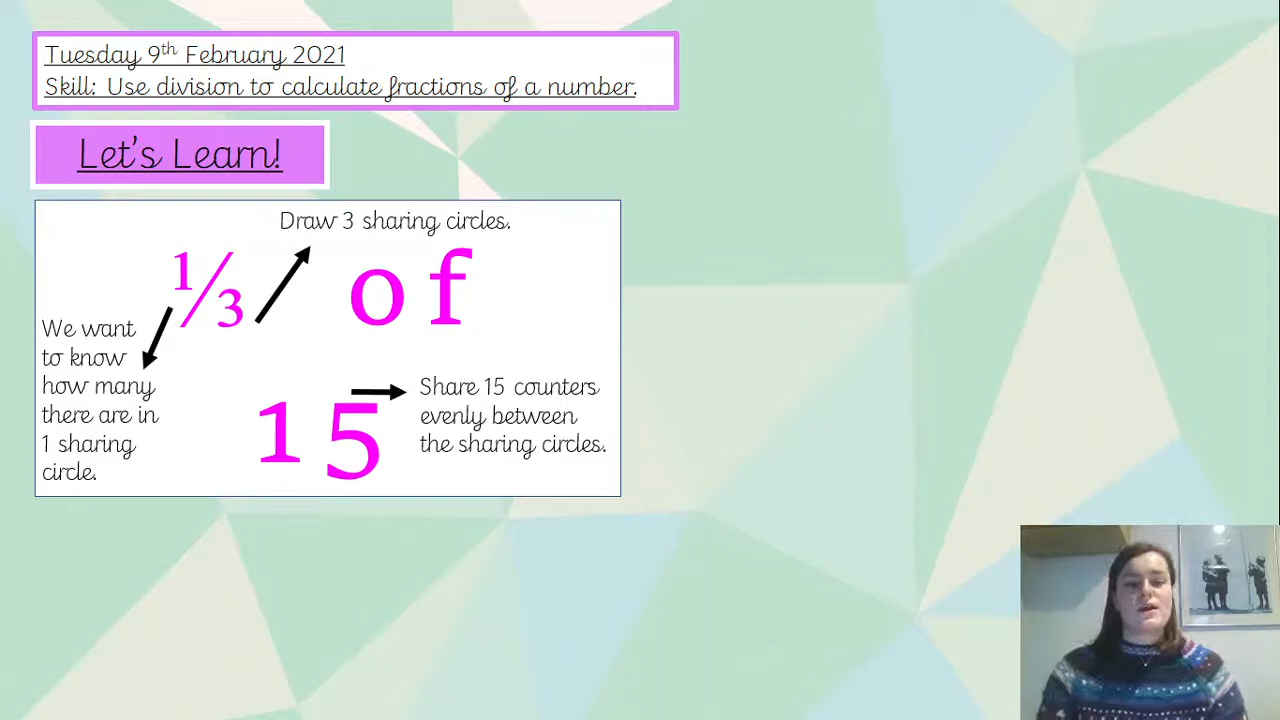 Tuesday 9th February 2021
Skill: Use division to calculate fractions of a number.
Let's Learn!
Draw 3 sharing circles.
⅓ of
We want
to know
how many
there are in
1 sharing
circle.
15
Share 15 counters
evenly between
the sharing circles.